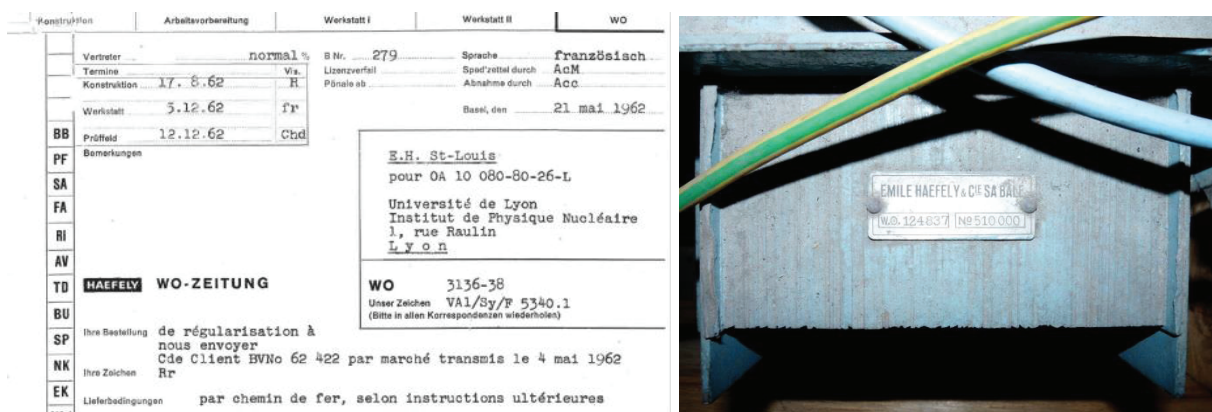 Konstruktion Arbeitsvorbereitung Werkstatt I Werkstatt II WO
Vertreter normal % B Nr. 279 Sprache französisch
Termine Vis. Lizenzverfall Sped'zettel durch AcM
Konstruktion 17. 8.62 H Pönale ab Abnahme durch Acc
Werkstatt 3.12.62 fr Basel, den 21 mai 1962
Prüffeld 12.12.62 Chd
Bemerkungen
BB
PF
SA
FA
RI
AV
TD
BU
SP
NK
EK
E.H. St-Louis
pour OA 10 080-80-26-L
Université de Lyon
Institut de Physique Nucléaire
1, rue Raulin
Lyon
HAEFELY WO-ZEITUNG
WO 3136-38
Unser Zeichen VA1/Sy/F 5340.1
(Bitte in allen Korrespondenzen wiederholen)
Ihre Bestellung de régularisation à
nous envoyer
Cde Client BVNo 62 422 par marché transmis le 4 mai 1962
Ihre Zeichen Rr
Lieferbedingungen par chemin de fer, selon instructions ultérieures
EMILE HAEFELY & CIE SA BALE
W.O. 124837 No 510000